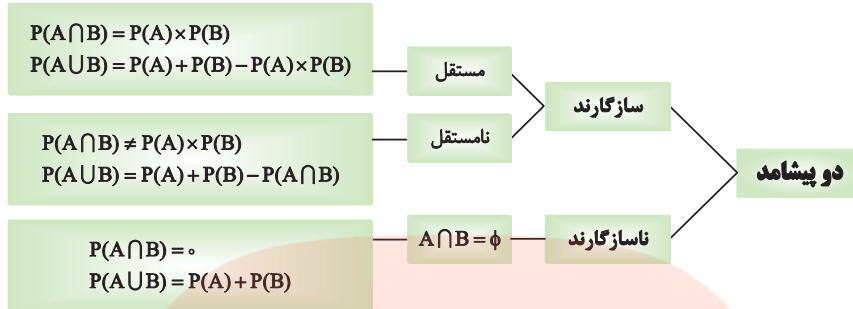 دو پیشامد
سازگارند
مستقل
P(A∩B) = P(A)×P(B)
P(A∪B) = P(A)+P(B)−P(A)×P(B)
نامستقل
P(A∩B) ≠ P(A)×P(B)
P(A∪B) = P(A)+P(B)−P(A∩B)
ناسازگارند
A∩B = ϕ
P(A∩B) = ۰
P(A∪B) = P(A)+P(B)